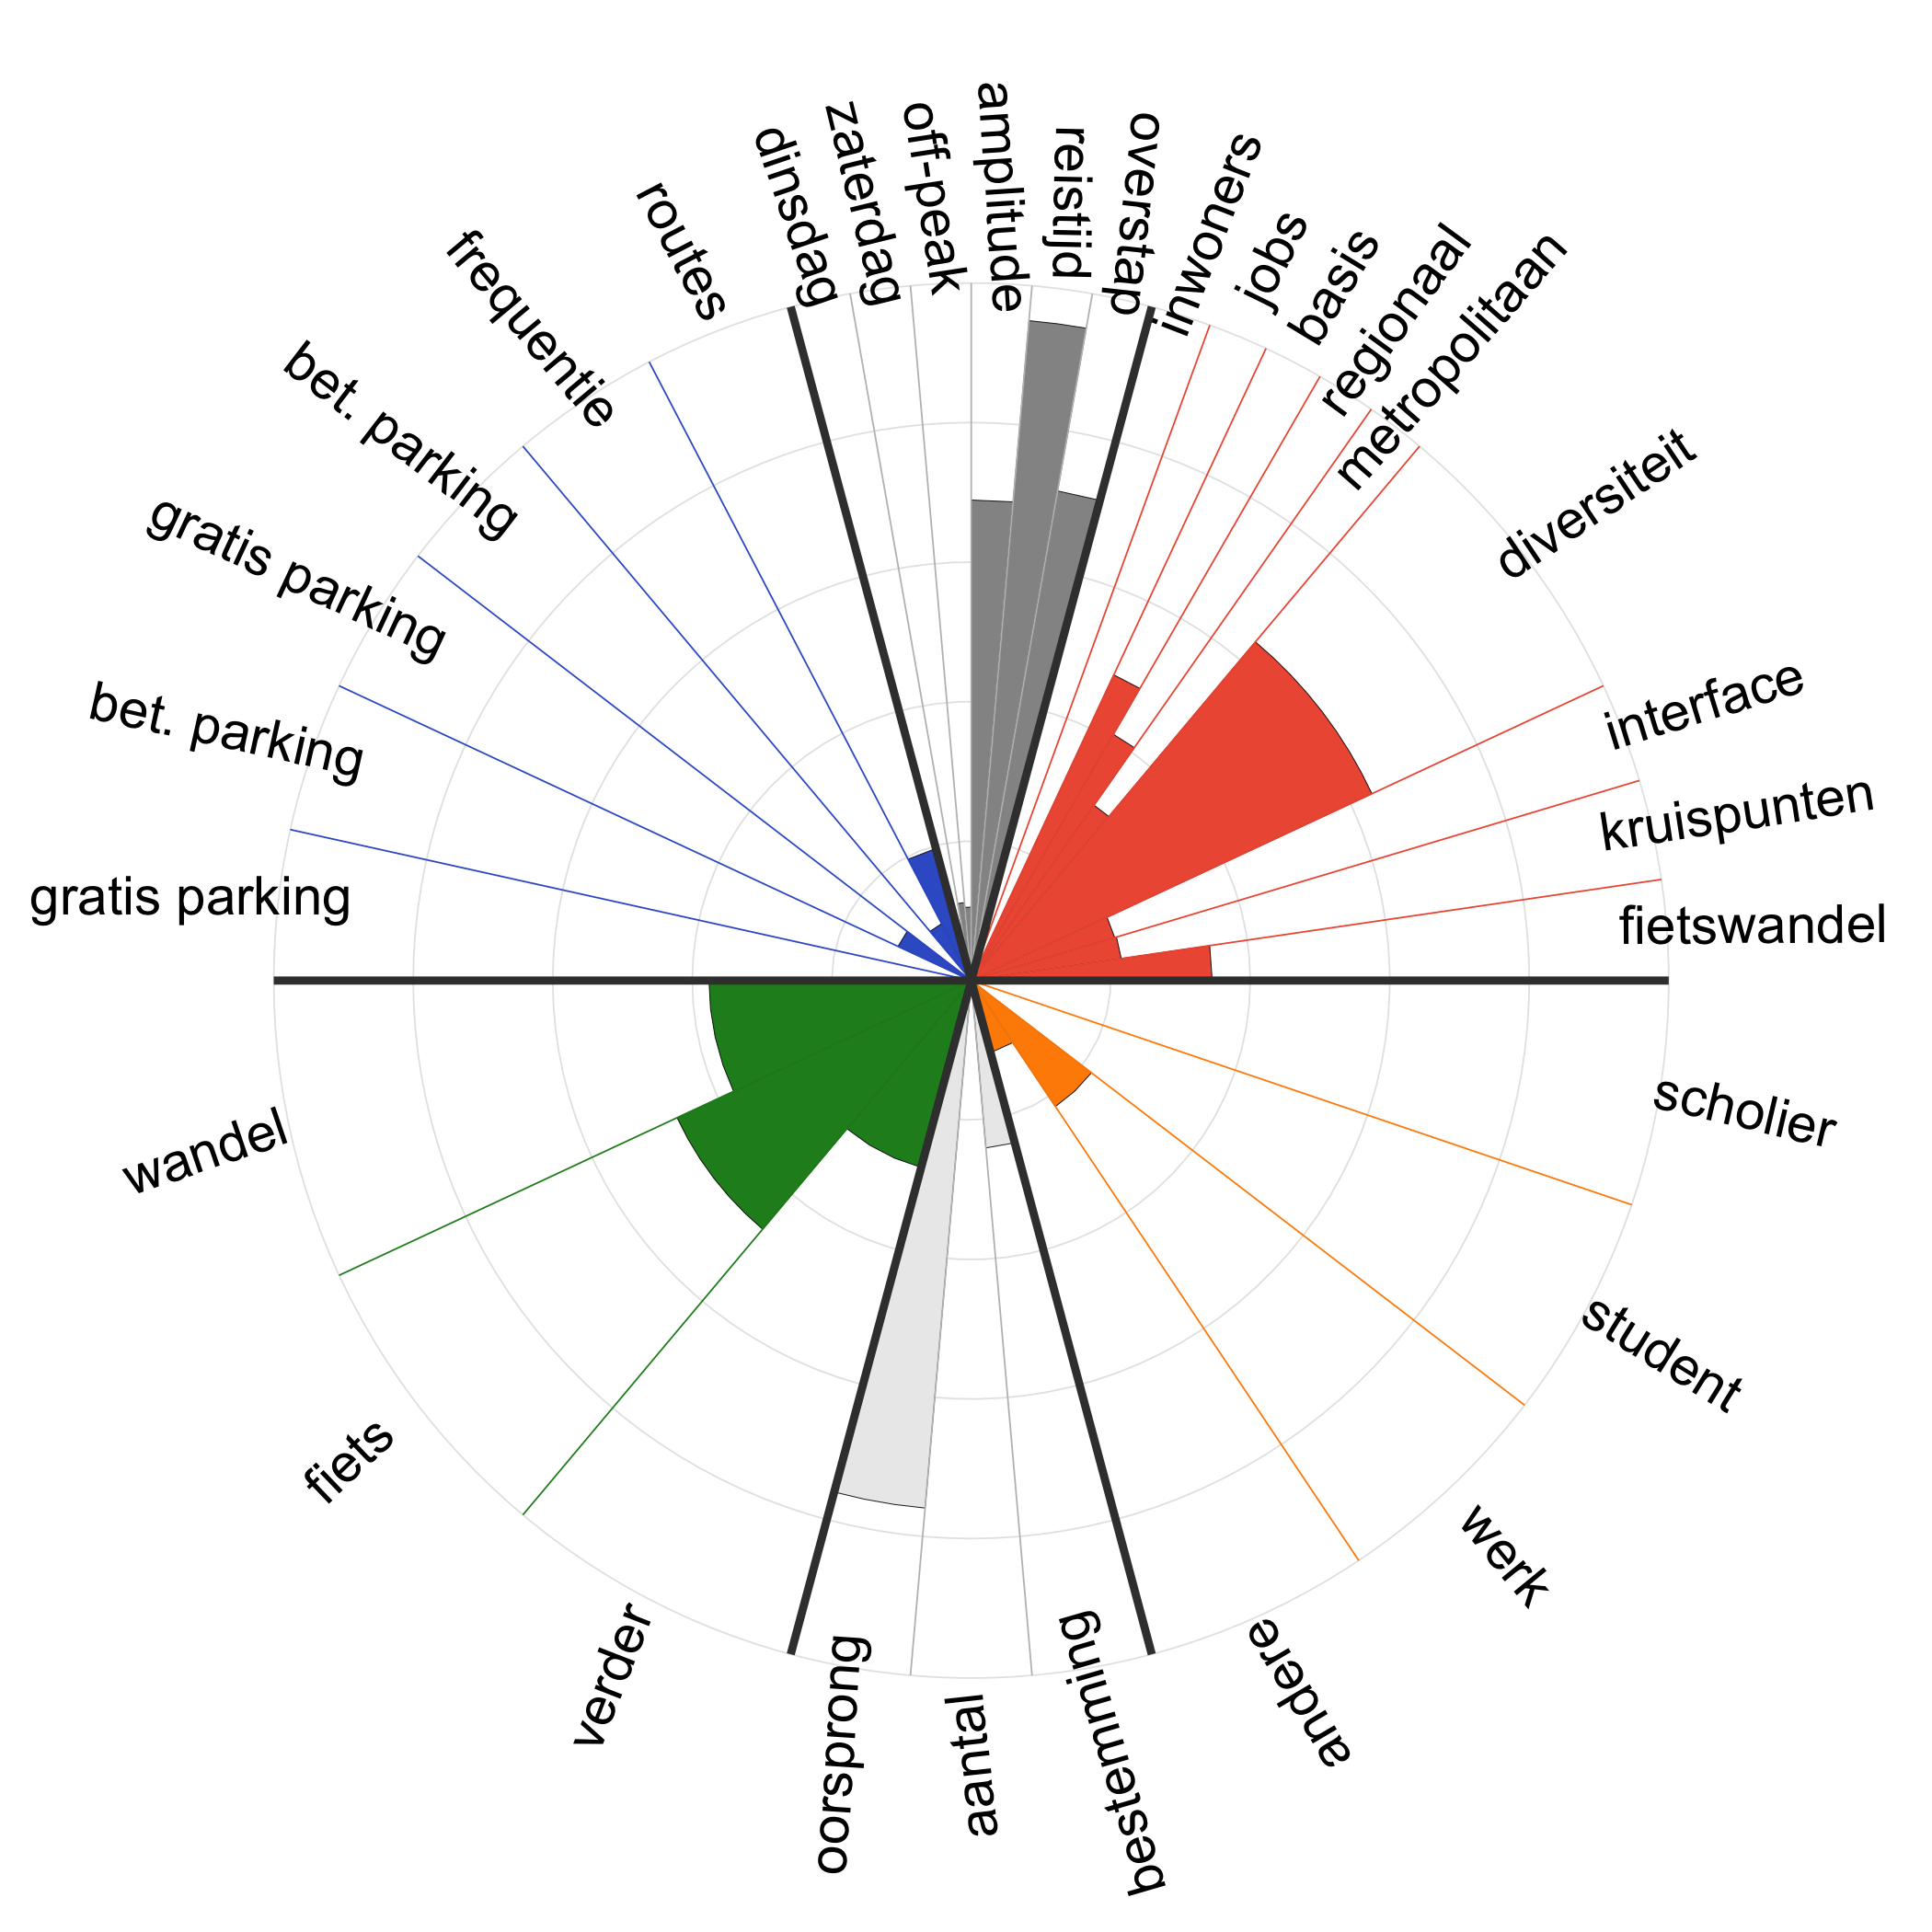 amplitude
reistijd
overstap
inwoners
jobs
basis
regionaal
metropolitaan
diversiteit
interface
kruispunten
fietswandel
scholier
student
werk
andere
bestemming
aantal
oorsprong
verder
fiets
wandel
gratis parking
bet. parking
gratis parking
bet. parking
frequentie
routes
dinsdag
zaterdag
off-peak